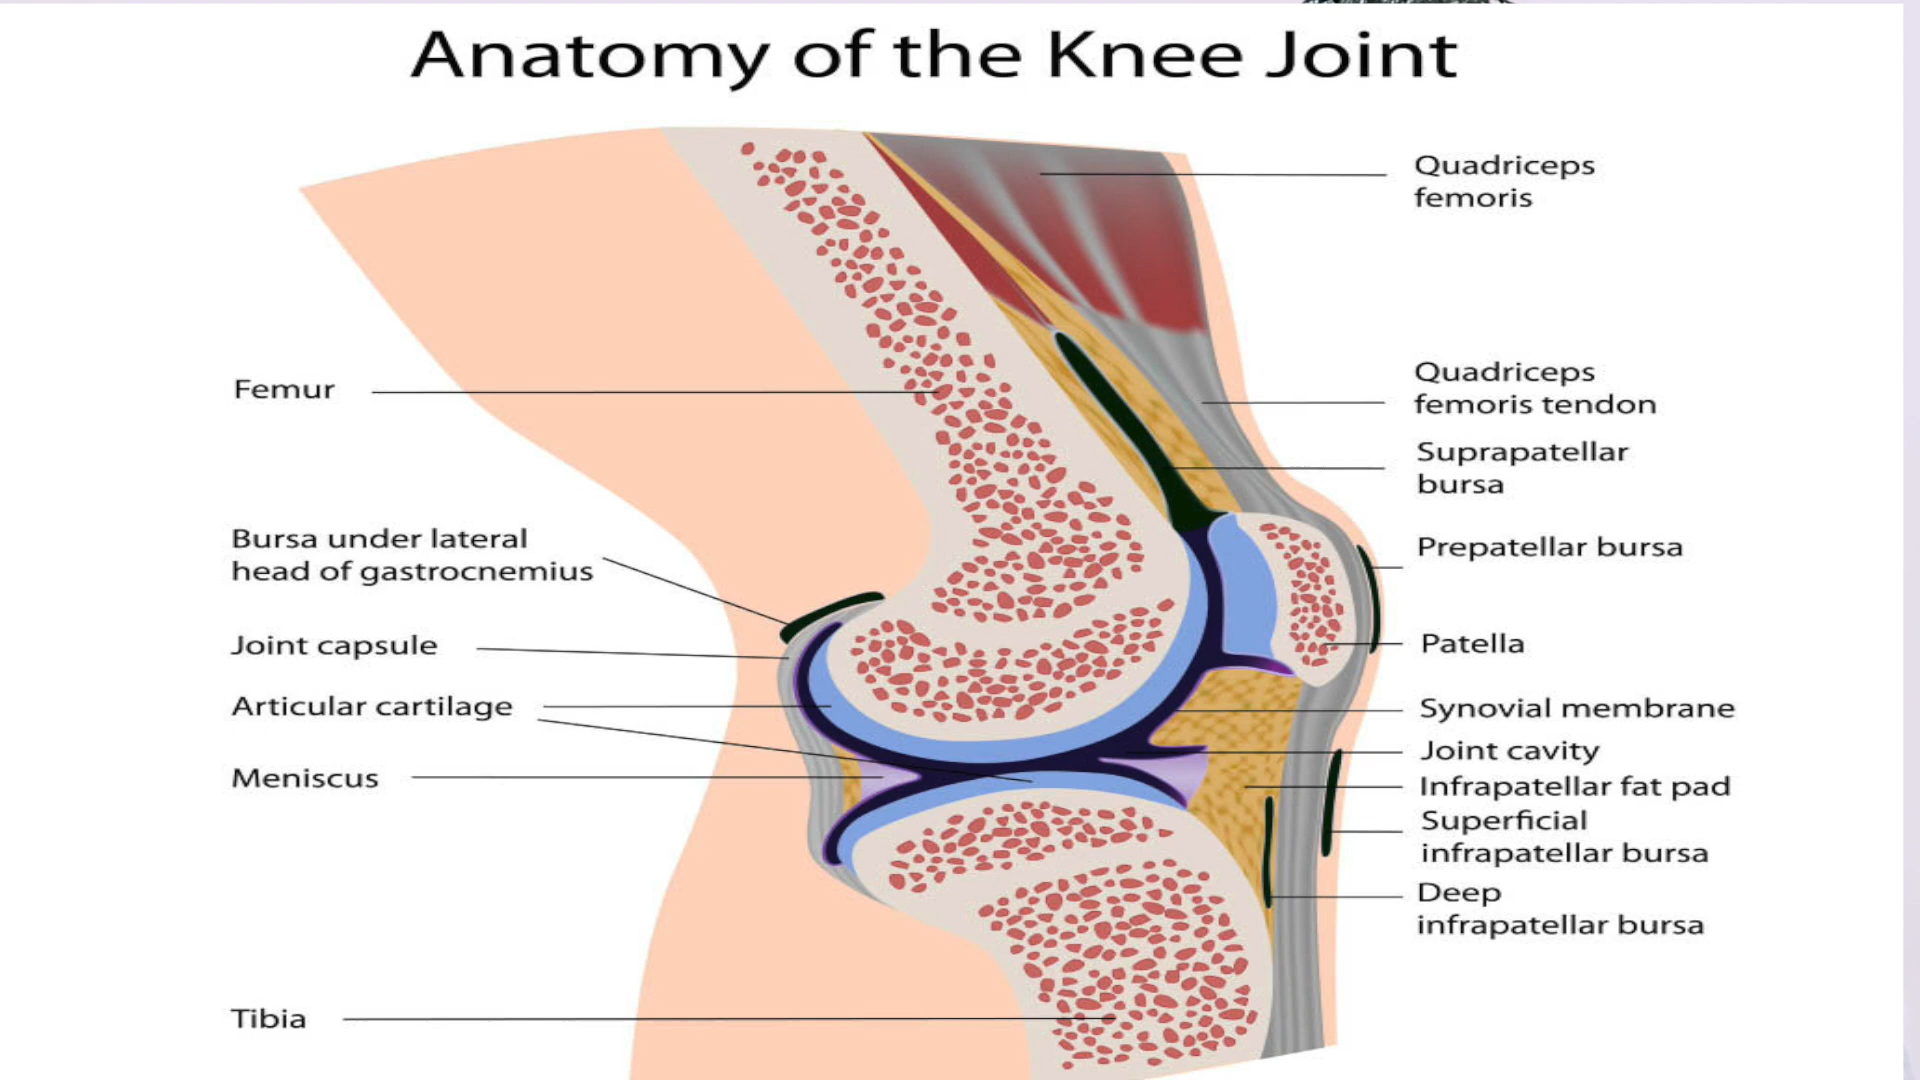 Anatomy of the Knee Joint
Quadriceps
femoris
Femur
Quadriceps
femoris tendon
Suprapatellar
bursa
Bursa under lateral
head of gastrocnemius
Prepatellar bursa
Joint capsule
Patella
Articular cartilage
Synovial membrane
Joint cavity
Meniscus
Infrapatellar fat pad
Superficial
infrapatellar bursa
Deep
infrapatellar bursa
Tibia